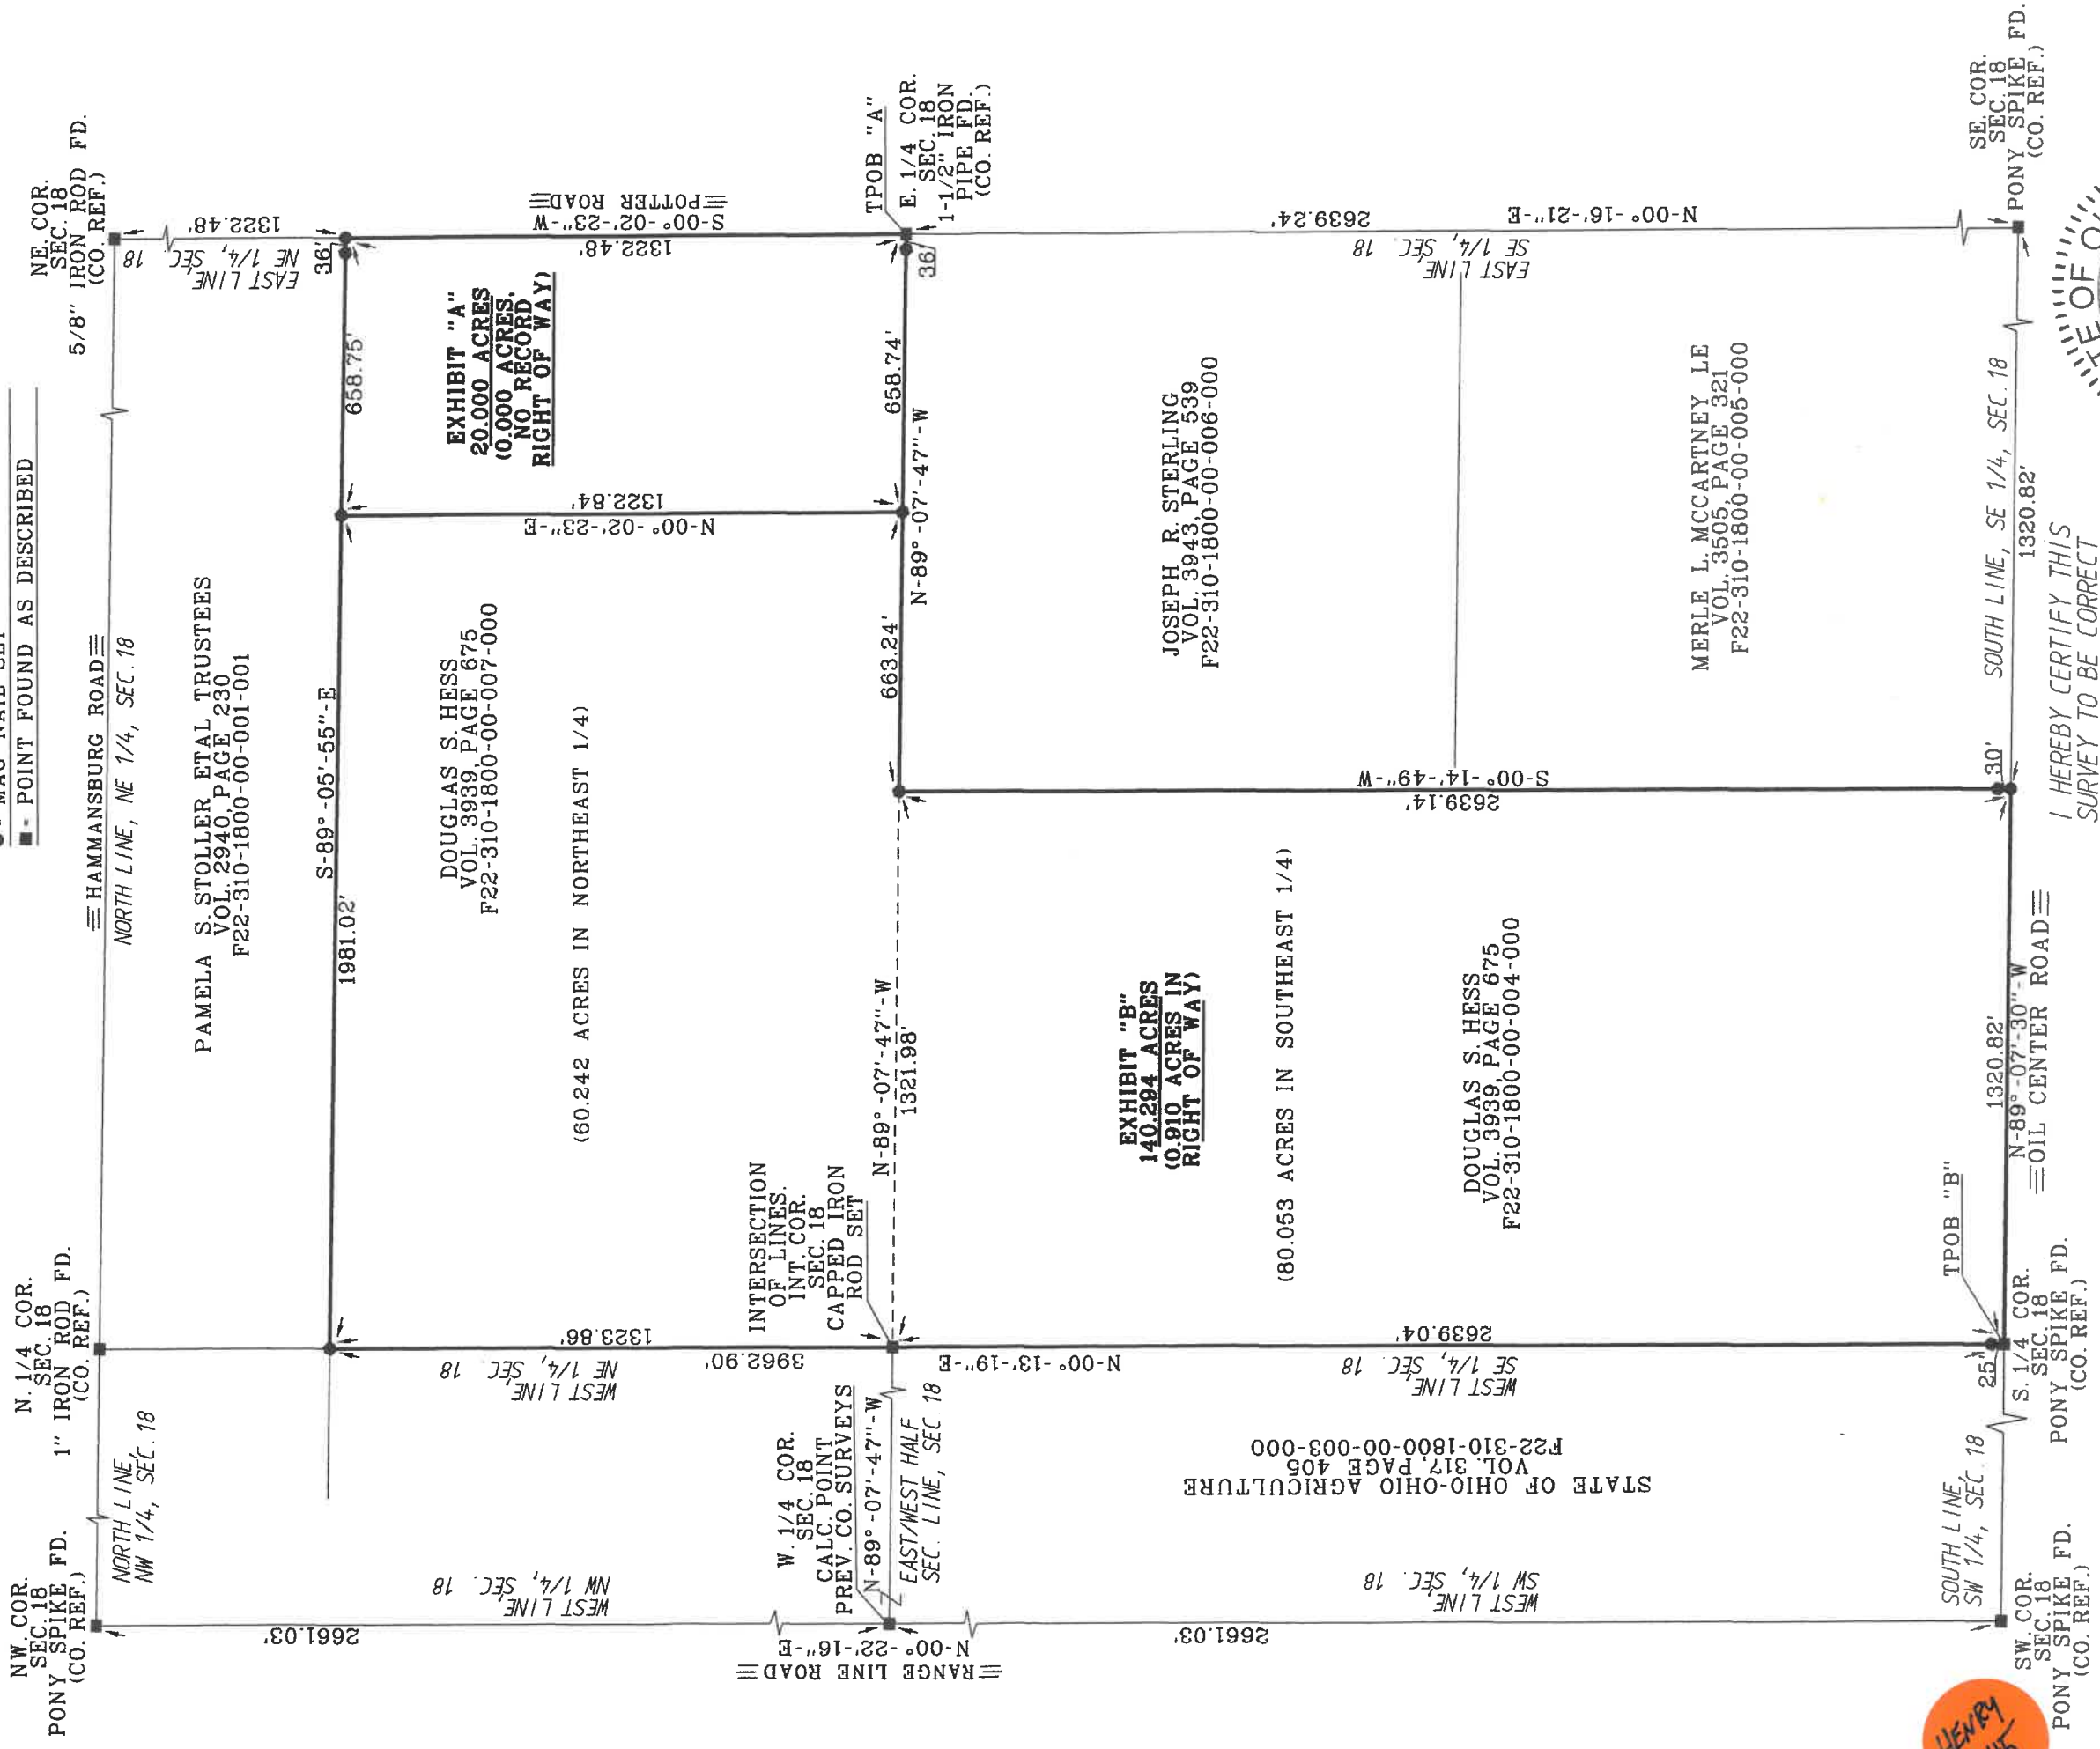 ■= POINT FOUND AS DESCRIBED
NW. COR.
SEC. 18
PONY SPIKE FD.
(CO. REF.)
N. 1/4 COR.
SEC. 18
1" IRON ROD FD.
(CO. REF.)
NE. COR.
SEC. 18
5/8" IRON ROD FD.
(CO. REF.)
≡HAMMANSBURG ROAD≡
NORTH LINE,
NW 1/4, SEC. 18
NORTH LINE, NE 1/4, SEC. 18
1322.48'
EAST LINE,
NE 1/4, SEC 18
36'
PAMELA S. STOLLER ETAL TRUSTEES
VOL. 2940, PAGE 230
F22-310-1800-00-001-001
S-89°-05'-55"-E
1981.02'
658.75'
DOUGLAS S. HESS
VOL. 3939, PAGE 675
F22-310-1800-00-007-000
(60.242 ACRES IN NORTHEAST 1/4)
EXHIBIT "A"
20.000 ACRES
(0.000 ACRES,
NO RECORD
RIGHT OF WAY)
1322.84'
N-00°-02'-23"-E
≡POTTER ROAD≡
S-00°-02'-23"-W
1322.48'
TPOB "A"
E. 1/4 COR.
SEC. 18
1-1/2" IRON
PIPE FD.
(CO. REF.)
36'
658.74'
N-89°-07'-47"-W
663.24'
2661.03'
WEST LINE,
NW 1/4, SEC. 18
1323.86'
3962.90'
WEST LINE,
NE 1/4, SEC 18
INTERSECTION
OF LINES.
INT. COR.
SEC. 18
CAPPED IRON
ROD SET
N-89°-07'-47"-W
1321.98'
W. 1/4 COR.
SEC. 18
CALC. POINT
PREV. CO. SURVEYS
N-89°-07'-47"-W
EAST/WEST HALF
SEC. LINE, SEC. 18
N-00°-22'-16"-E
≡RANGE LINE ROAD≡
2661.03'
WEST LINE,
SW 1/4, SEC. 18
STATE OF OHIO-OHIO AGRICULTURE
VOL. 317, PAGE 405
F22-310-1800-00-003-000
N-00°-13'-19"-E
2639.04'
WEST LINE,
SE 1/4, SEC. 18
EXHIBIT "B"
140.294 ACRES
(0.910 ACRES IN
RIGHT OF WAY)
(80.053 ACRES IN SOUTHEAST 1/4)
DOUGLAS S. HESS
VOL. 3939, PAGE 675
F22-310-1800-00-004-000
S-00°-14'-49"-W
2639.14'
JOSEPH R. STERLING
VOL. 3943, PAGE 539
F22-310-1800-00-006-000
MERLE L. MCCARTNEY LE
VOL. 3505, PAGE 321
F22-310-1800-00-005-000
EAST LINE,
SE 1/4, SEC 18
2639.24'
N-00°-16'-21"-E
SE. COR.
SEC. 18
PONY SPIKE FD.
(CO. REF.)
SOUTH LINE, SE 1/4, SEC. 18
1320.82'
30'
1320.82'
N-89°-07'-30"-W
≡OIL CENTER ROAD≡
TPOB "B"
25'
S. 1/4 COR.
SEC. 18
PONY SPIKE FD.
(CO. REF.)
SOUTH LINE,
SW 1/4, SEC. 18
SW. COR.
SEC. 18
PONY SPIKE FD.
(CO. REF.)
I HEREBY CERTIFY THIS
SURVEY TO BE CORRECT
HENRY